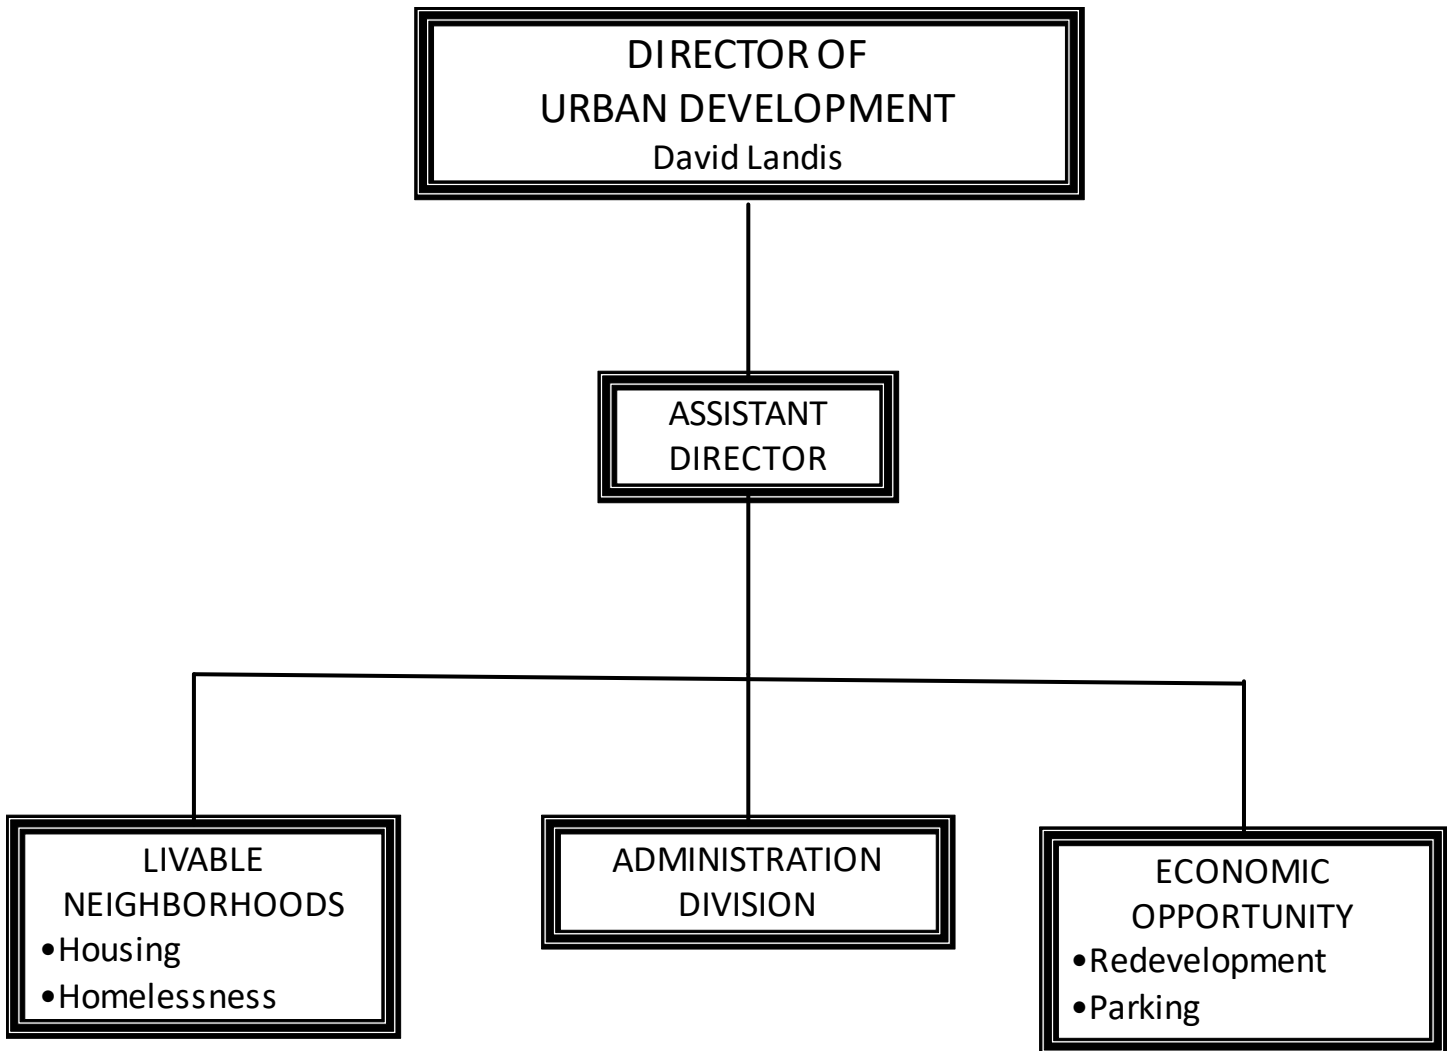 DIRECTOR OF
URBAN DEVELOPMENT
David Landis
ASSISTANT
DIRECTOR
LIVABLE
NEIGHBORHOODS
•Housing
•Homelessness
ADMINISTRATION
DIVISION
ECONOMIC
OPPORTUNITY
•Redevelopment
•Parking